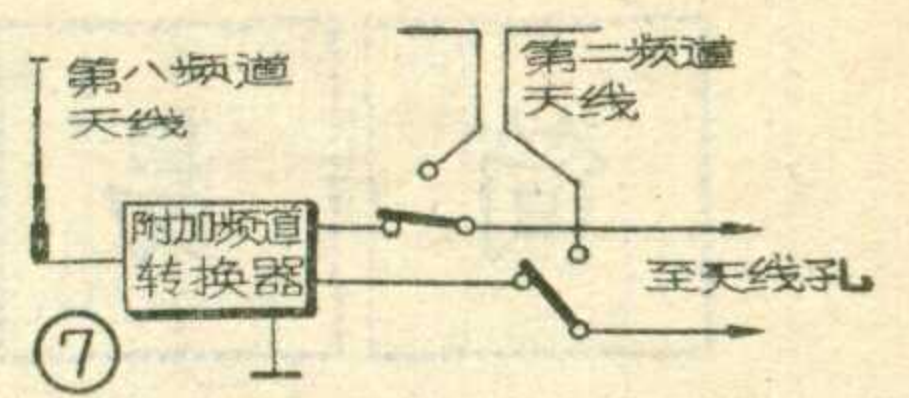 第八频道
天线
第二频道
天线
附加频道
转换器
至天线孔
⑦